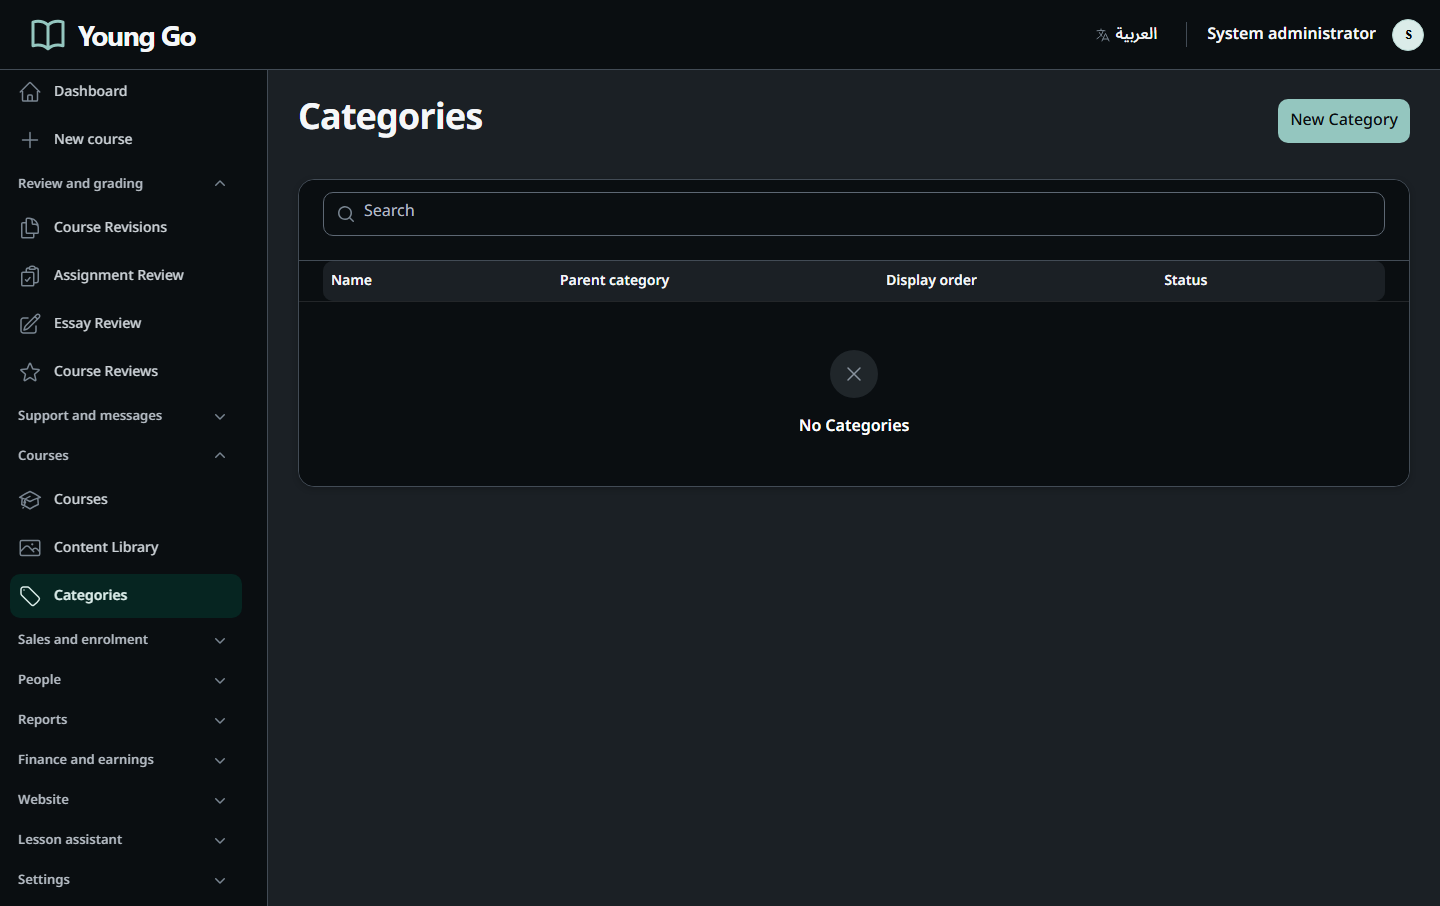 Young Go
العربية
System administrator
S
Dashboard
New course
Review and grading
Course Revisions
Assignment Review
Essay Review
Course Reviews
Support and messages
Courses
Courses
Content Library
Categories
Sales and enrolment
People
Reports
Finance and earnings
Website
Lesson assistant
Settings
Categories
New Category
Search
Name Parent category Display order Status
No Categories